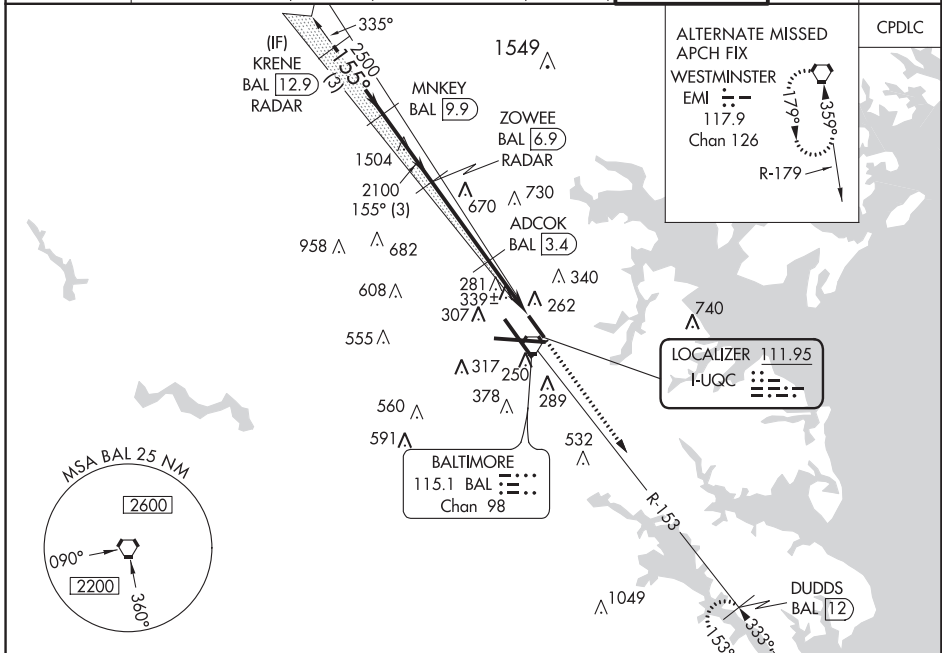 335°
2500
155°
(3)
(IF)
KRENE
BAL 12.9
RADAR
MNKEY
BAL 9.9
1549
ZOWEE
BAL 6.9
RADAR
1504
2100
155° (3)
670
730
ADCOK
BAL 3.4
958
682
281
339±
340
262
608
307
555
317
250
289
378
560
591
532
740
1049
ALTERNATE MISSED
APCH FIX
WESTMINSTER
EMI
117.9
Chan 126
179°
359°
R-179
CPDLC
LOCALIZER 111.95
I-UQC
BALTIMORE
115.1 BAL
Chan 98
R-153
DUDDS
BAL 12
333°
153°
MSA BAL 25 NM
2600
090°
2200
360°